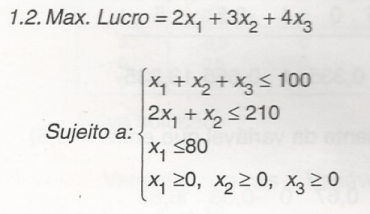 1.2. Max. Lucro = 2x₁ + 3x₂ + 4x₃
x₁ + x₂ + x₃ ≤ 100
2x₁ + x₂ ≤ 210
Sujeito a:
x₁ ≤80
x₁ ≥0, x₂ ≥ 0, x₃ ≥ 0